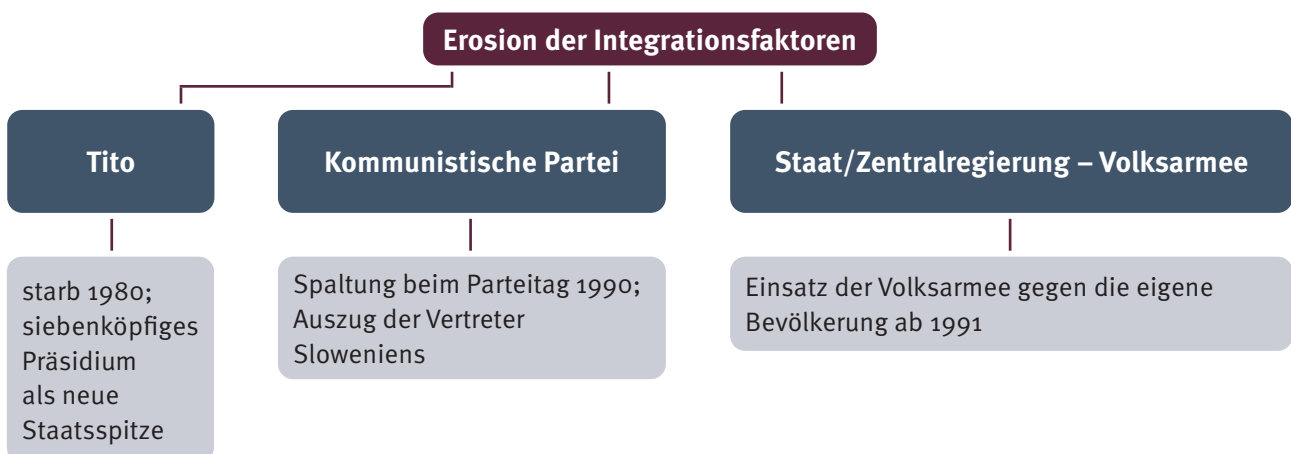 Erosion der Integrationsfaktoren
Tito
Kommunistische Partei
Staat/Zentralregierung – Volksarmee
starb 1980;
siebenköpfiges
Präsidium
als neue
Staatsspitze
Spaltung beim Parteitag 1990;
Auszug der Vertreter
Sloweniens
Einsatz der Volksarmee gegen die eigene
Bevölkerung ab 1991